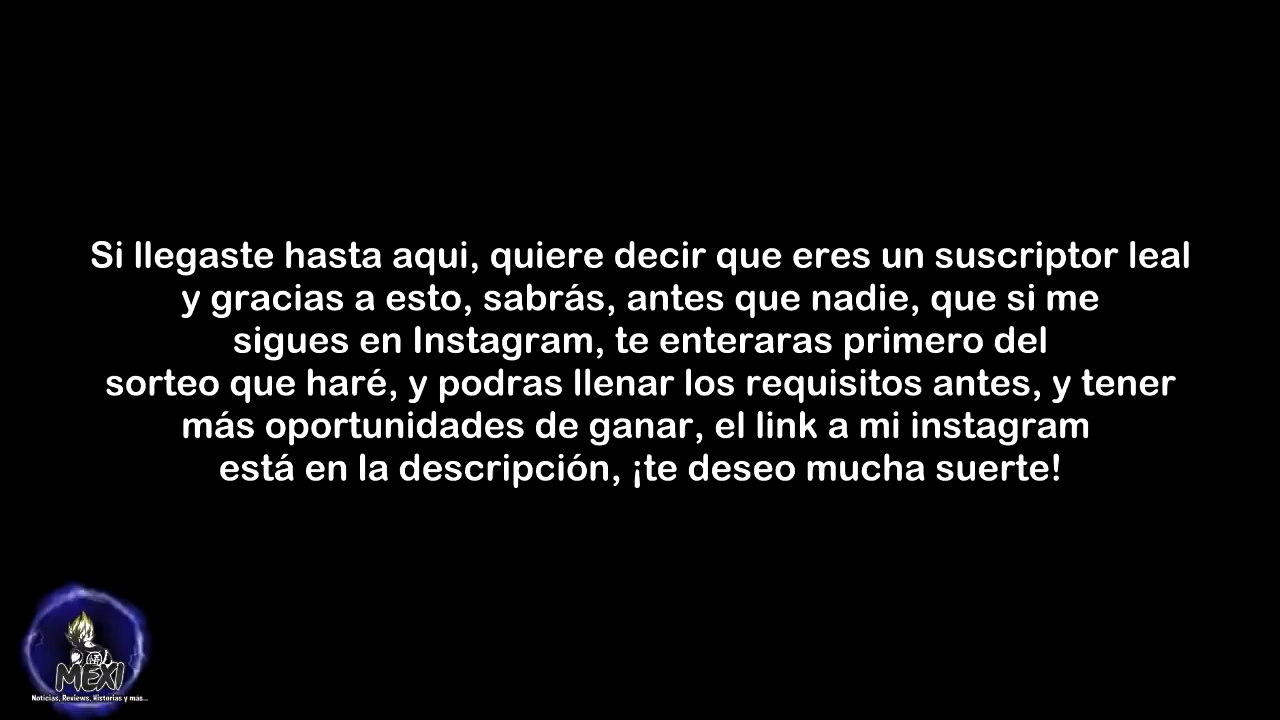 Si llegaste hasta aqui, quiere decir que eres un suscriptor leal
y gracias a esto, sabrás, antes que nadie, que si me
sigues en Instagram, te enteraras primero del
sorteo que haré, y podras llenar los requisitos antes, y tener
más oportunidades de ganar, el link a mi instagram
está en la descripción, ¡te deseo mucha suerte!
MEXI
Noticias, Reviews, Historias y más...